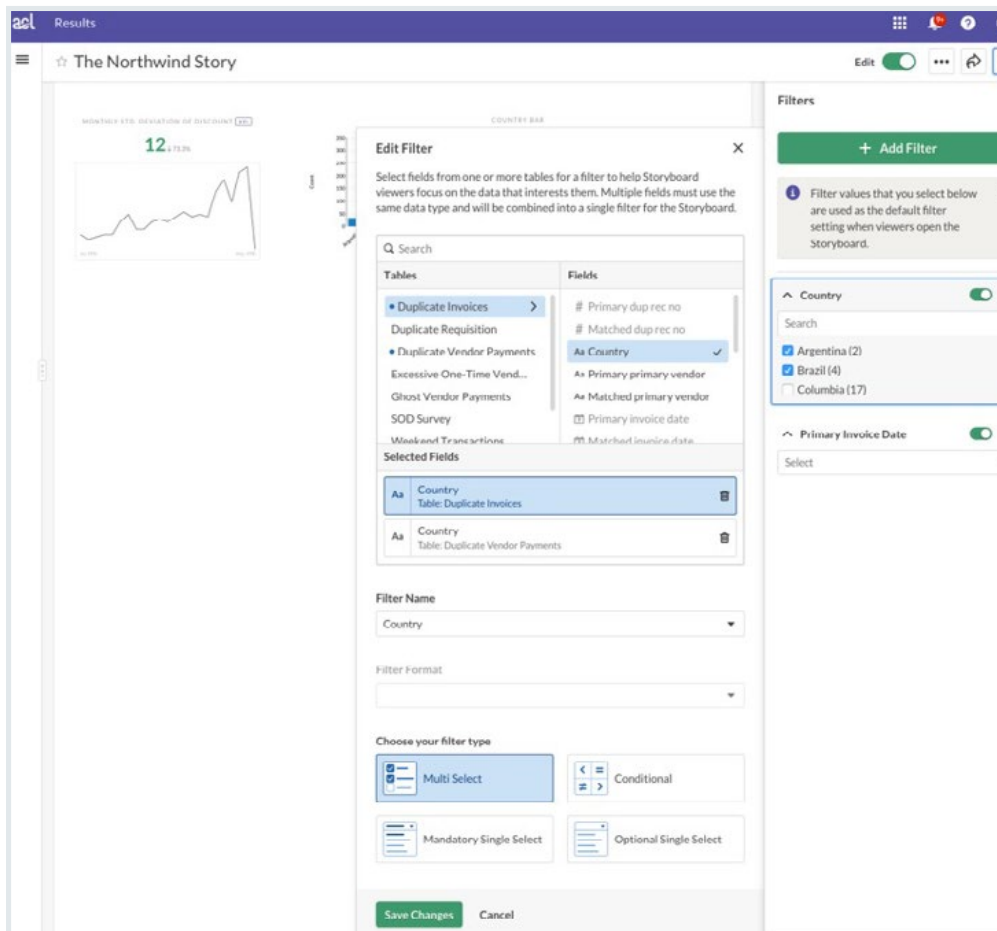 acl Results 9+ ?
The Northwind Story
Edit
MONTHLY STD. DEVIATION OF DISCOUNT
12
COUNTRY BAR
Count
Edit Filter
Select fields from one or more tables for a filter to help Storyboard
viewers focus on the data that interests them. Multiple fields must use the
same data type and will be combined into a single filter for the Storyboard.
Search
Tables
Duplicate Invoices
Duplicate Requisition
Duplicate Vendor Payments
Excessive One-Time Vend...
Ghost Vendor Payments
SOD Survey
Weekend Transactions
Fields
# Primary dup rec no
# Matched dup rec no
Aa Country
Aa Primary primary vendor
Aa Matched primary vendor
Primary invoice date
Matched invoice date
Selected Fields
Aa Country
Table: Duplicate Invoices
Aa Country
Table: Duplicate Vendor Payments
Filter Name
Country
Filter Format
Choose your filter type
Multi Select
Conditional
Mandatory Single Select
Optional Single Select
Save Changes
Cancel
Filters
+ Add Filter
Filter values that you select below
are used as the default filter
setting when viewers open the
Storyboard.
Country
Search
Argentina (2)
Brazil (4)
Columbia (17)
Primary Invoice Date
Select